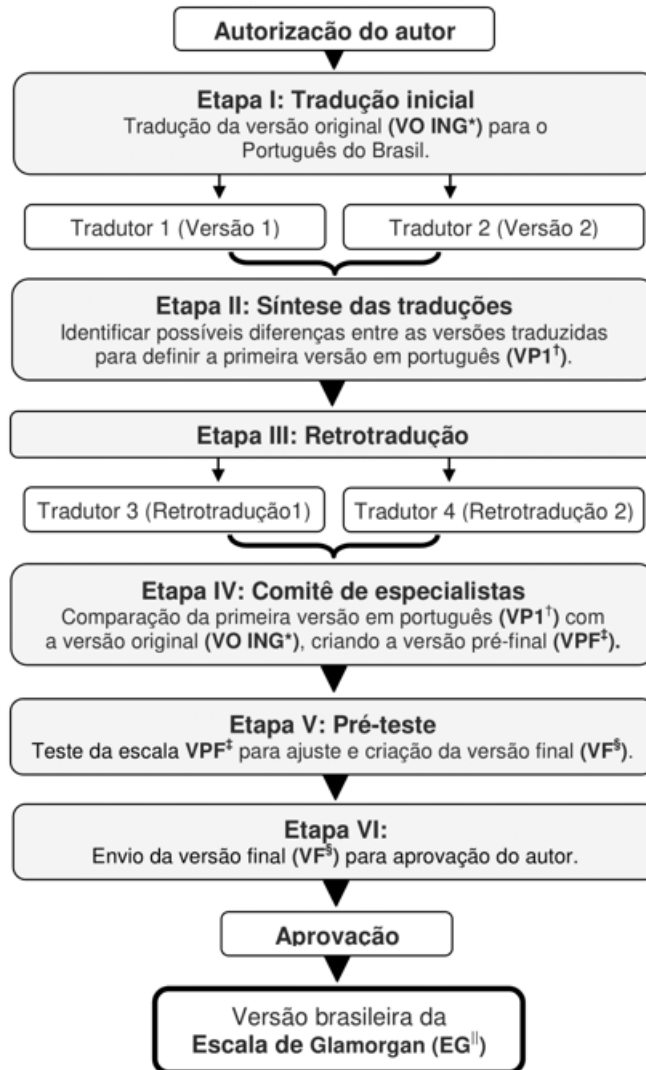 Autorização do autor
Etapa I: Tradução inicial
Tradução da versão original (VO ING*) para o
Português do Brasil.
Tradutor 1 (Versão 1)
Tradutor 2 (Versão 2)
Etapa II: Síntese das traduções
Identificar possíveis diferenças entre as versões traduzidas
para definir a primeira versão em português (VP1†).
Etapa III: Retrotradução
Tradutor 3 (Retrotradução1)
Tradutor 4 (Retrotradução 2)
Etapa IV: Comitê de especialistas
Comparação da primeira versão em português (VP1†) com
a versão original (VO ING*), criando a versão pré-final (VPF‡).
Etapa V: Pré-teste
Teste da escala VPF‡ para ajuste e criação da versão final (VF§).
Etapa VI:
Envio da versão final (VF§) para aprovação do autor.
Aprovação
Versão brasileira da
Escala de Glamorgan (EG||)